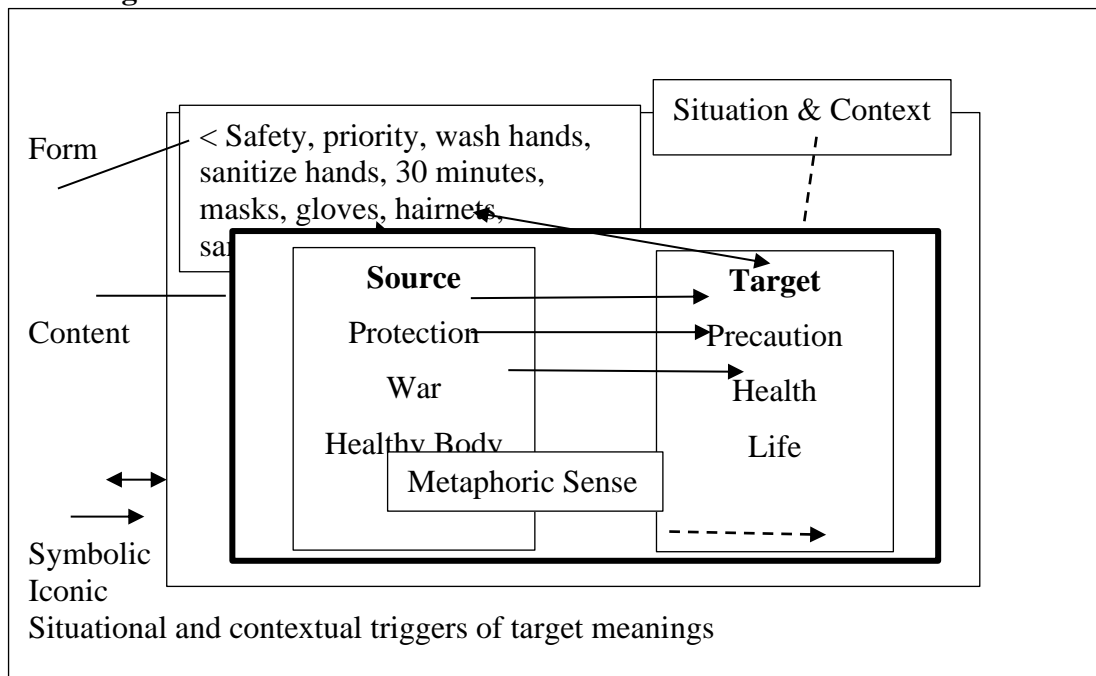 Situation & Context
Form
< Safety, priority, wash hands,
sanitize hands, 30 minutes,
masks, gloves, hairnets,
Source
Target
Content
Protection
Precaution
War
Health
Healthy Body
Life
Metaphoric Sense
Symbolic
Iconic
Situational and contextual triggers of target meanings